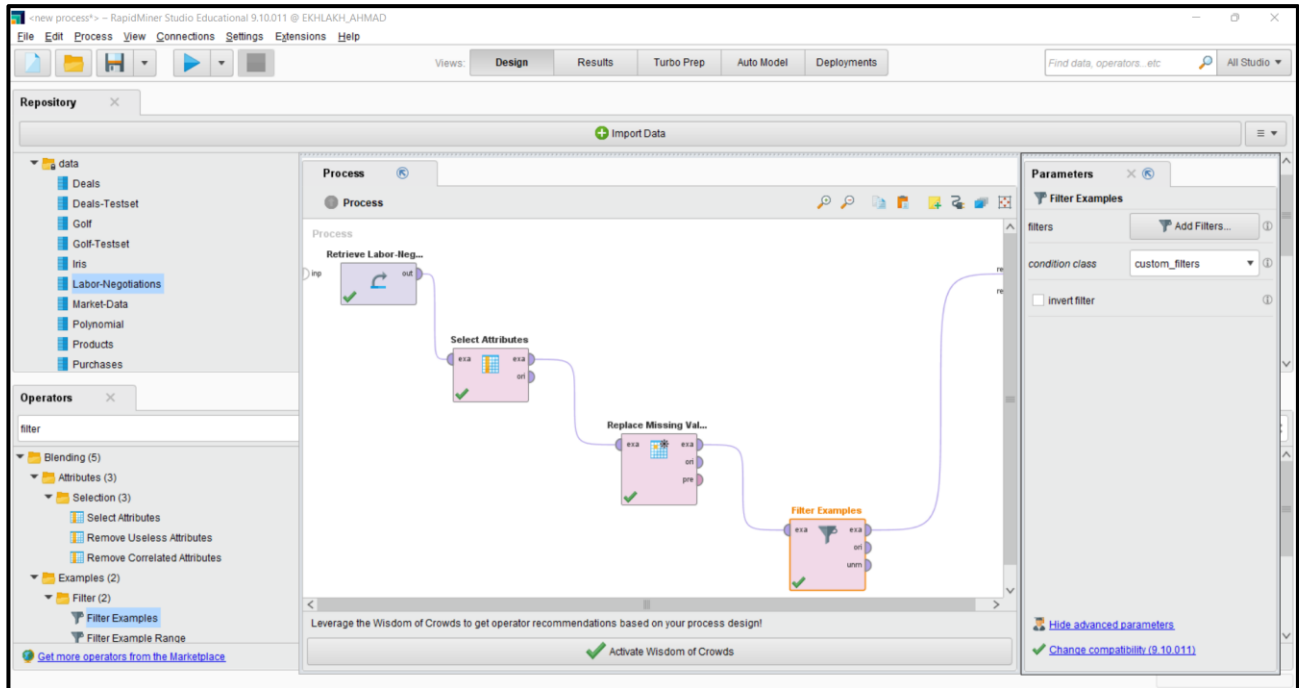 <new process*> – RapidMiner Studio Educational 9.10.011 @ EKHLAKH_AHMAD
File Edit Process View Connections Settings Extensions Help
Views: Design Results Turbo Prep Auto Model Deployments
Find data, operators...etc
All Studio
Repository
Import Data
data
Deals
Deals-Testset
Golf
Golf-Testset
Iris
Labor-Negotiations
Market-Data
Polynomial
Products
Purchases
Operators
filter
Blending (5)
Attributes (3)
Selection (3)
Select Attributes
Remove Useless Attributes
Remove Correlated Attributes
Examples (2)
Filter (2)
Filter Examples
Filter Example Range
Get more operators from the Marketplace
Process
Process
Process
Retrieve Labor-Neg...
inp
out
re
re
Select Attributes
exa exa
ori
Replace Missing Val...
exa exa
ori
pre
Filter Examples
exa exa
ori
unm
Leverage the Wisdom of Crowds to get operator recommendations based on your process design!
Activate Wisdom of Crowds
Parameters
Filter Examples
filters Add Filters...
condition class custom_filters
invert filter
Hide advanced parameters
Change compatibility (9.10.011)